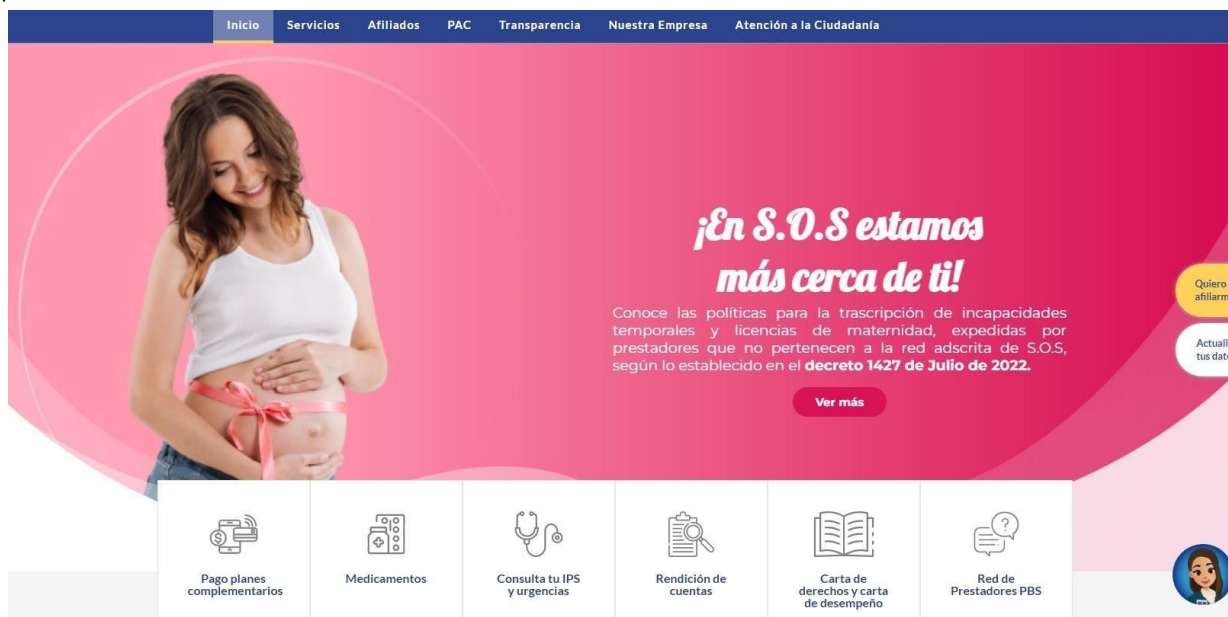 Inicio Servicios Afiliados PAC Transparencia Nuestra Empresa Atención a la Ciudadanía
¡En S.O.S estamos
más cerca de ti!
Conoce las políticas para la trascripción de incapacidades
temporales y licencias de maternidad, expedidas por
prestadores que no pertenecen a la red adscrita de S.O.S,
según lo establecido en el decreto 1427 de Julio de 2022.
Ver más
Quiero
afiliarm
Actuali
tus dat
Pago planes
complementarios
Medicamentos
Consulta tu IPS
y urgencias
Rendición de
cuentas
Carta de
derechos y carta
de desempeño
Red de
Prestadores PBS